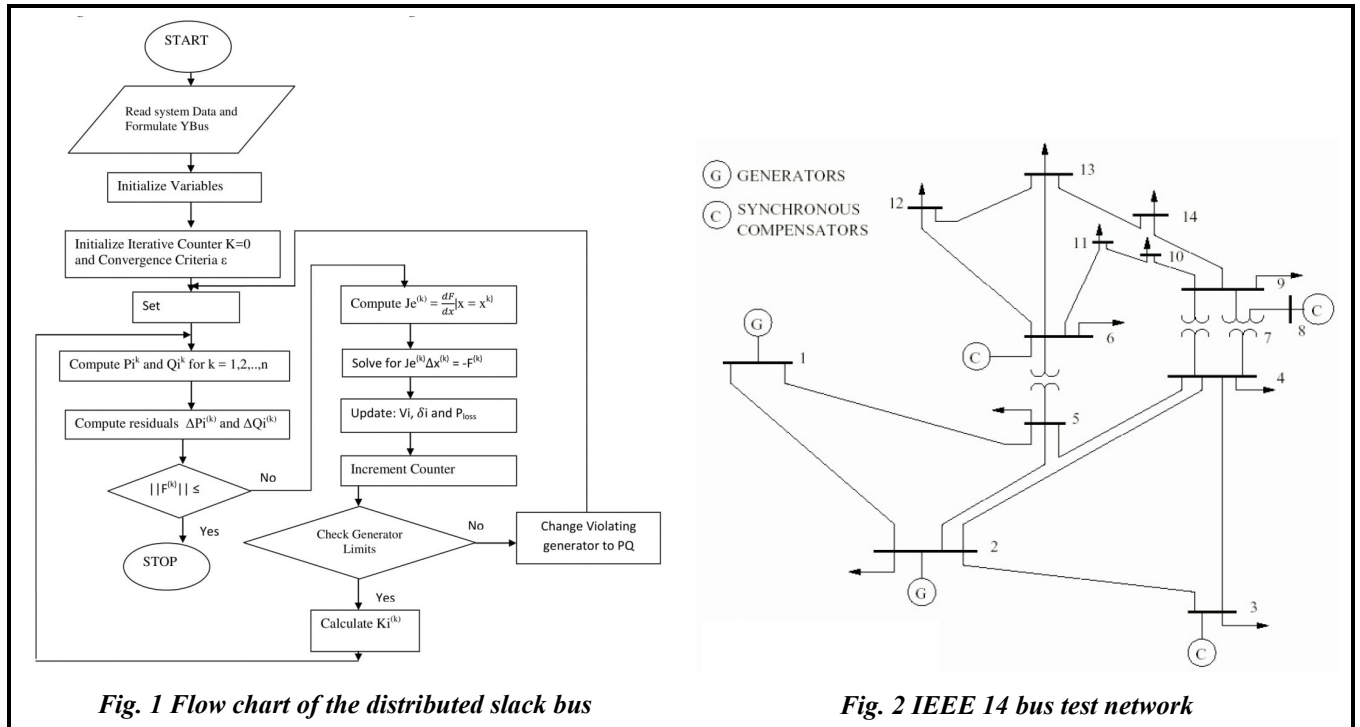 START
Read system Data and
Formulate YBus
Initialize Variables
Initialize Iterative Counter K=0
and Convergence Criteria ε
Set
Compute Pi^k and Qi^k for k = 1,2,..,n
Compute residuals ΔPi^(k) and ΔQi^(k)
||F^(k)|| ≤
No
Yes
STOP
Compute Je^(k) = dF/dx|x = x^k)
Solve for Je^(k)Δx^(k) = -F^(k)
Update: Vi, δi and P_loss
Increment Counter
Check Generator
Limits
No
Change Violating
generator to PQ
Yes
Calculate Ki^(k)
Fig. 1 Flow chart of the distributed slack bus
G GENERATORS
C SYNCHRONOUS
COMPENSATORS
13
12
14
11
10
9
G
C
8
6
7
1
C
4
5
2
G
3
C
Fig. 2 IEEE 14 bus test network